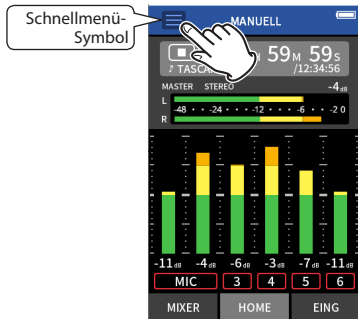 Schnellmenü-
Symbol
MANUELL
59M 59s
♪ TASCA
/12:34:56
MASTER STEREO -4dB
L
-48 • -24 • • • -12 • • -6 • • -2 0
R
-11dB -4dB -6dB -3dB -7dB -11dB
MIC 3 4 5 6
MIXER HOME EING